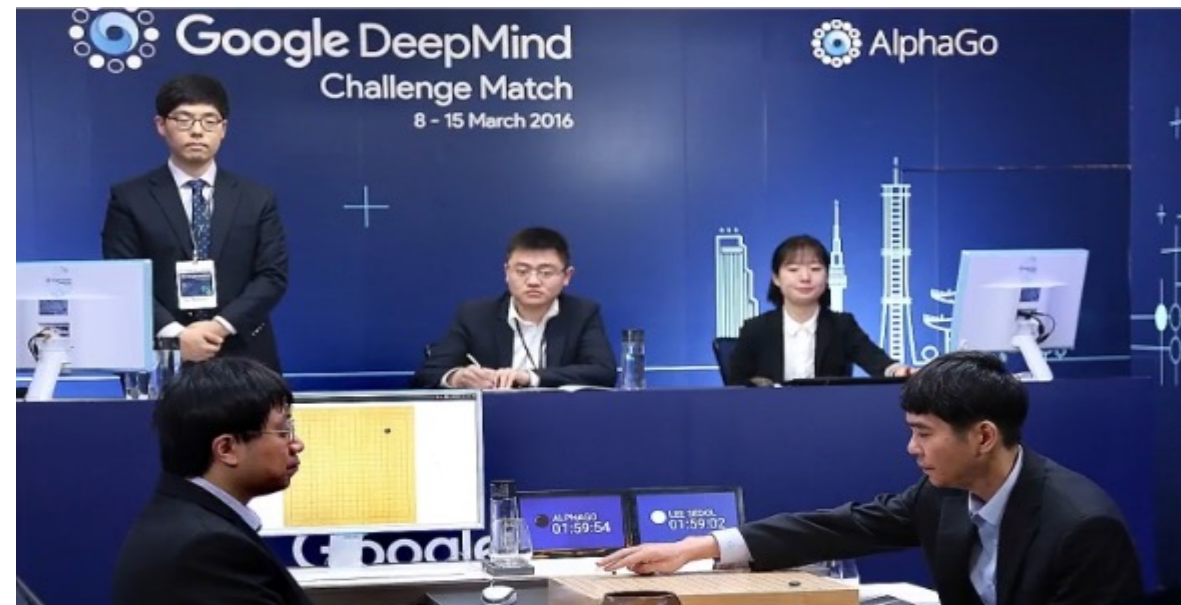 Google DeepMind
Challenge Match
8 - 15 March 2016
AlphaGo
ALPHAGO
01:59:54
LEE SEDOL
01:59:02
Google